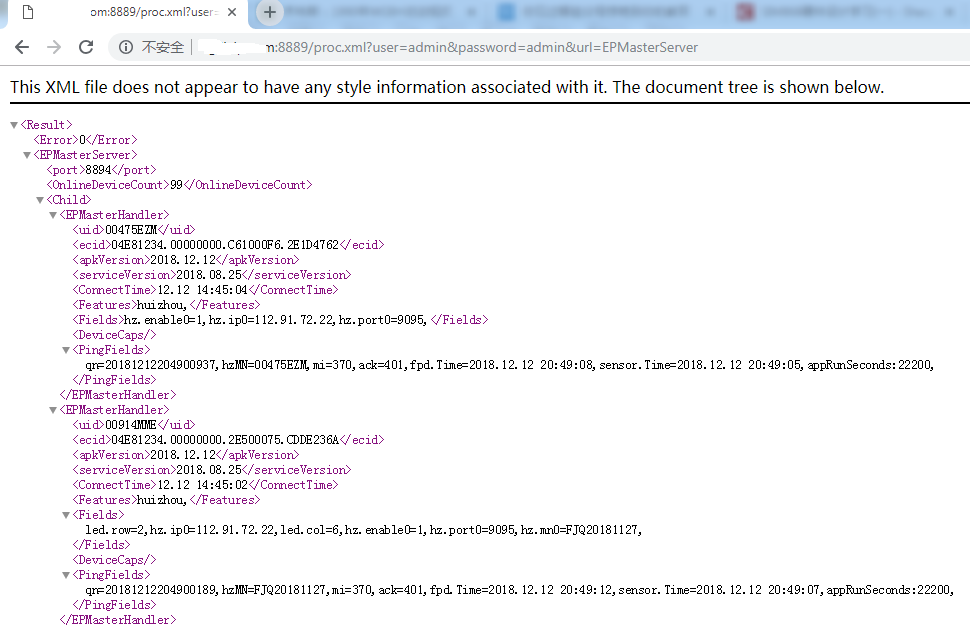 om:8889/proc.xml?user=
不安全
m:8889/proc.xml?user=admin&password=admin&url=EPMasterServer
This XML file does not appear to have any style information associated with it. The document tree is shown below.
<Result>
<Error>0</Error>
<EPMasterServer>
<port>8894</port>
<OnlineDeviceCount>99</OnlineDeviceCount>
<Child>
<EPMasterHandler>
<uid>00475EZM</uid>
<ecid>04E81234.00000000.C61000F6.2E1D4762</ecid>
<apkVersion>2018.12.12</apkVersion>
<serviceVersion>2018.08.25</serviceVersion>
<ConnectTime>12.12 14:45:04</ConnectTime>
<Features>huizhou,</Features>
<Fields>hz.enable0=1,hz.ip0=112.91.72.22,hz.port0=9095,</Fields>
<DeviceCaps/>
<PingFields>
qn=20181212204900937,hzMN=00475EZM,mi=370,ack=401,fpd.Time=2018.12.12 20:49:08,sensor.Time=2018.12.12 20:49:05,appRunSeconds:22200,
</PingFields>
</EPMasterHandler>
<EPMasterHandler>
<uid>00914MME</uid>
<ecid>04E81234.00000000.2E500075.CDDE236A</ecid>
<apkVersion>2018.12.12</apkVersion>
<serviceVersion>2018.08.25</serviceVersion>
<ConnectTime>12.12 14:45:02</ConnectTime>
<Features>huizhou,</Features>
<Fields>
led.row=2,hz.ip0=112.91.72.22,led.col=6,hz.enable0=1,hz.port0=9095,hz.mn0=FJQ20181127,
</Fields>
<DeviceCaps/>
<PingFields>
qn=20181212204900189,hzMN=FJQ20181127,mi=370,ack=401,fpd.Time=2018.12.12 20:49:12,sensor.Time=2018.12.12 20:49:07,appRunSeconds:22200,
</PingFields>
</EPMasterHandler>